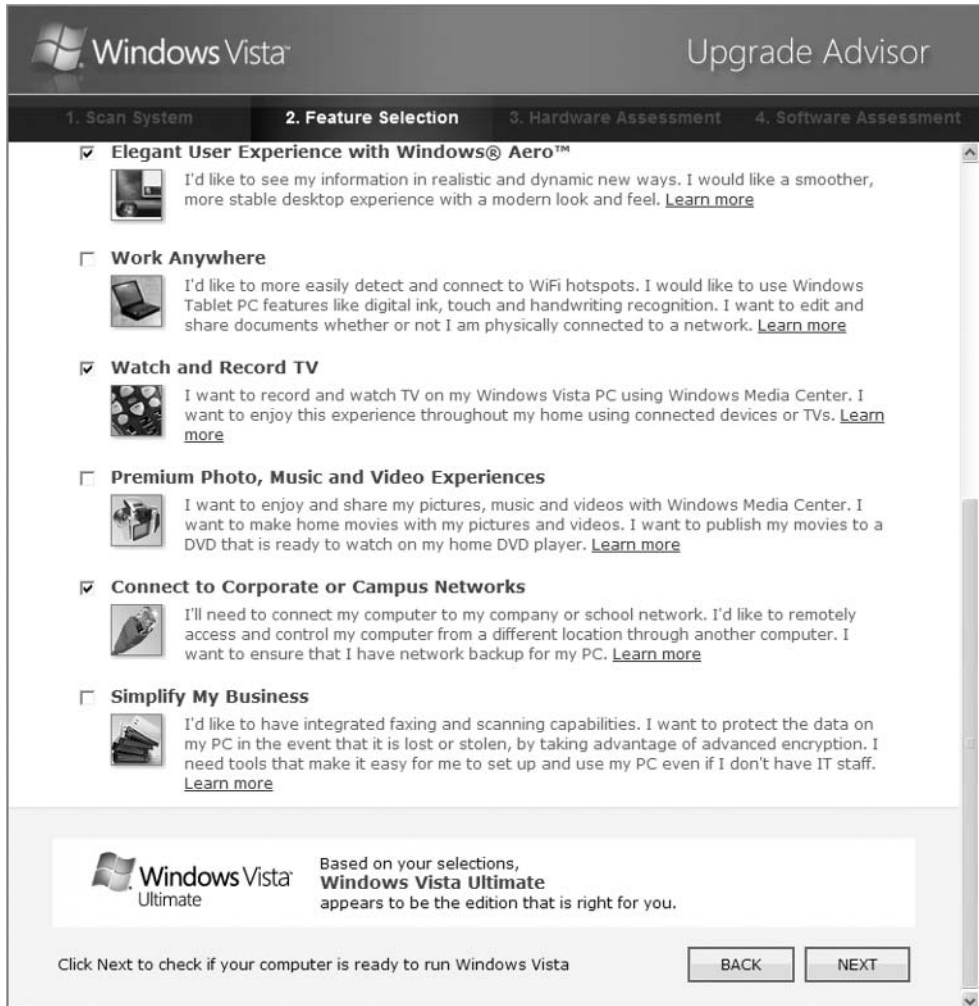 Windows Vista™
Upgrade Advisor
1. Scan System
2. Feature Selection
3. Hardware Assessment
4. Software Assessment
Elegant User Experience with Windows® Aero™
I'd like to see my information in realistic and dynamic new ways. I would like a smoother,
more stable desktop experience with a modern look and feel. Learn more
Work Anywhere
I'd like to more easily detect and connect to WiFi hotspots. I would like to use Windows
Tablet PC features like digital ink, touch and handwriting recognition. I want to edit and
share documents whether or not I am physically connected to a network. Learn more
Watch and Record TV
I want to record and watch TV on my Windows Vista PC using Windows Media Center. I
want to enjoy this experience throughout my home using connected devices or TVs. Learn
more
Premium Photo, Music and Video Experiences
I want to enjoy and share my pictures, music and videos with Windows Media Center. I
want to make home movies with my pictures and videos. I want to publish my movies to a
DVD that is ready to watch on my home DVD player. Learn more
Connect to Corporate or Campus Networks
I'll need to connect my computer to my company or school network. I'd like to remotely
access and control my computer from a different location through another computer. I
want to ensure that I have network backup for my PC. Learn more
Simplify My Business
I'd like to have integrated faxing and scanning capabilities. I want to protect the data on
my PC in the event that it is lost or stolen, by taking advantage of advanced encryption. I
need tools that make it easy for me to set up and use my PC even if I don't have IT staff.
Learn more
Windows Vista™
Ultimate
Based on your selections,
Windows Vista Ultimate
appears to be the edition that is right for you.
Click Next to check if your computer is ready to run Windows Vista
BACK
NEXT